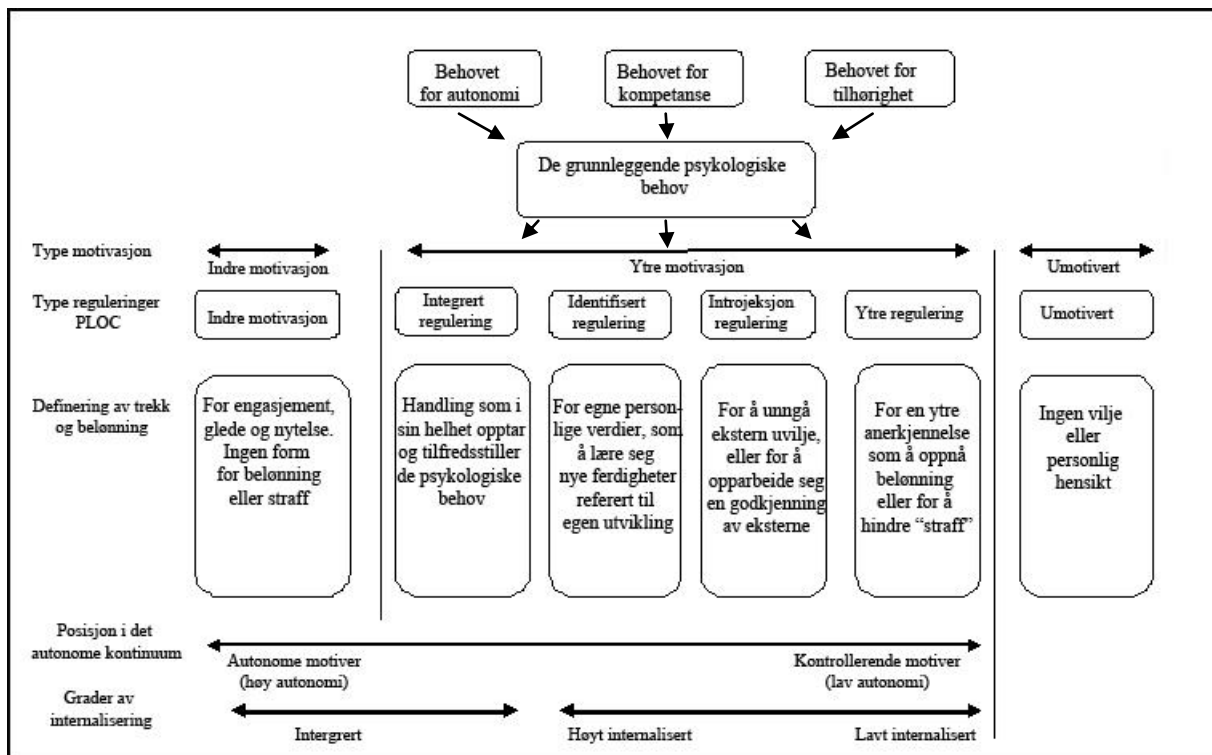 Behovet
for autonomi
Behovet for
kompetanse
Behovet for
tilhørighet
De grunnleggende psykologiske
behov
Type motivasjon
Indre motivasjon
Ytre motivasjon
Umotivert
Type reguleringer
PLOC
Indre motivasjon
Integrert
regulering
Identifisert
regulering
Introjeksjon
regulering
Ytre regulering
Umotivert
Definering av trekk
og belønning
For engasjement,
glede og nytelse.
Ingen form
for belønning
eller straff
Handling som i
sin helhet opptar
og tilfredsstiller
de psykologiske
behov
For egne person-
lige verdier, som
å lære seg
nye ferdigheter
referert til
egen utvikling
For å unngå
ekstern uvilje,
eller for å
opparbeide seg
en godkjenning
av eksterne
For en ytre
anerkjennelse
som å oppnå
belønning
eller for å
hindre “straff”
Ingen vilje
eller
personlig
hensikt
Posisjon i det
autonome kontinuum
Autonome motiver
(høy autonomi)
Kontrollerende motiver
(lav autonomi)
Grader av
internalisering
Intergrert
Høyt internalisert
Lavt internalisert